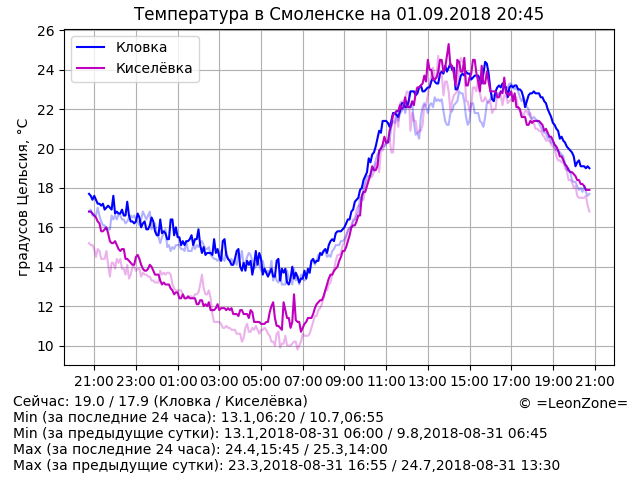 Температура в Смоленске на 01.09.2018 20:45
Кловка
Киселёвка
градусов Цельсия, °C
26
24
22
20
18
16
14
12
10
21:00 23:00 01:00 03:00 05:00 07:00 09:00 11:00 13:00 15:00 17:00 19:00 21:00
Сейчас: 19.0 / 17.9 (Кловка / Киселёвка)
© =LeonZone=
Min (за последние 24 часа): 13.1,06:20 / 10.7,06:55
Min (за предыдущие сутки): 13.1,2018-08-31 06:00 / 9.8,2018-08-31 06:45
Max (за последние 24 часа): 24.4,15:45 / 25.3,14:00
Max (за предыдущие сутки): 23.3,2018-08-31 16:55 / 24.7,2018-08-31 13:30